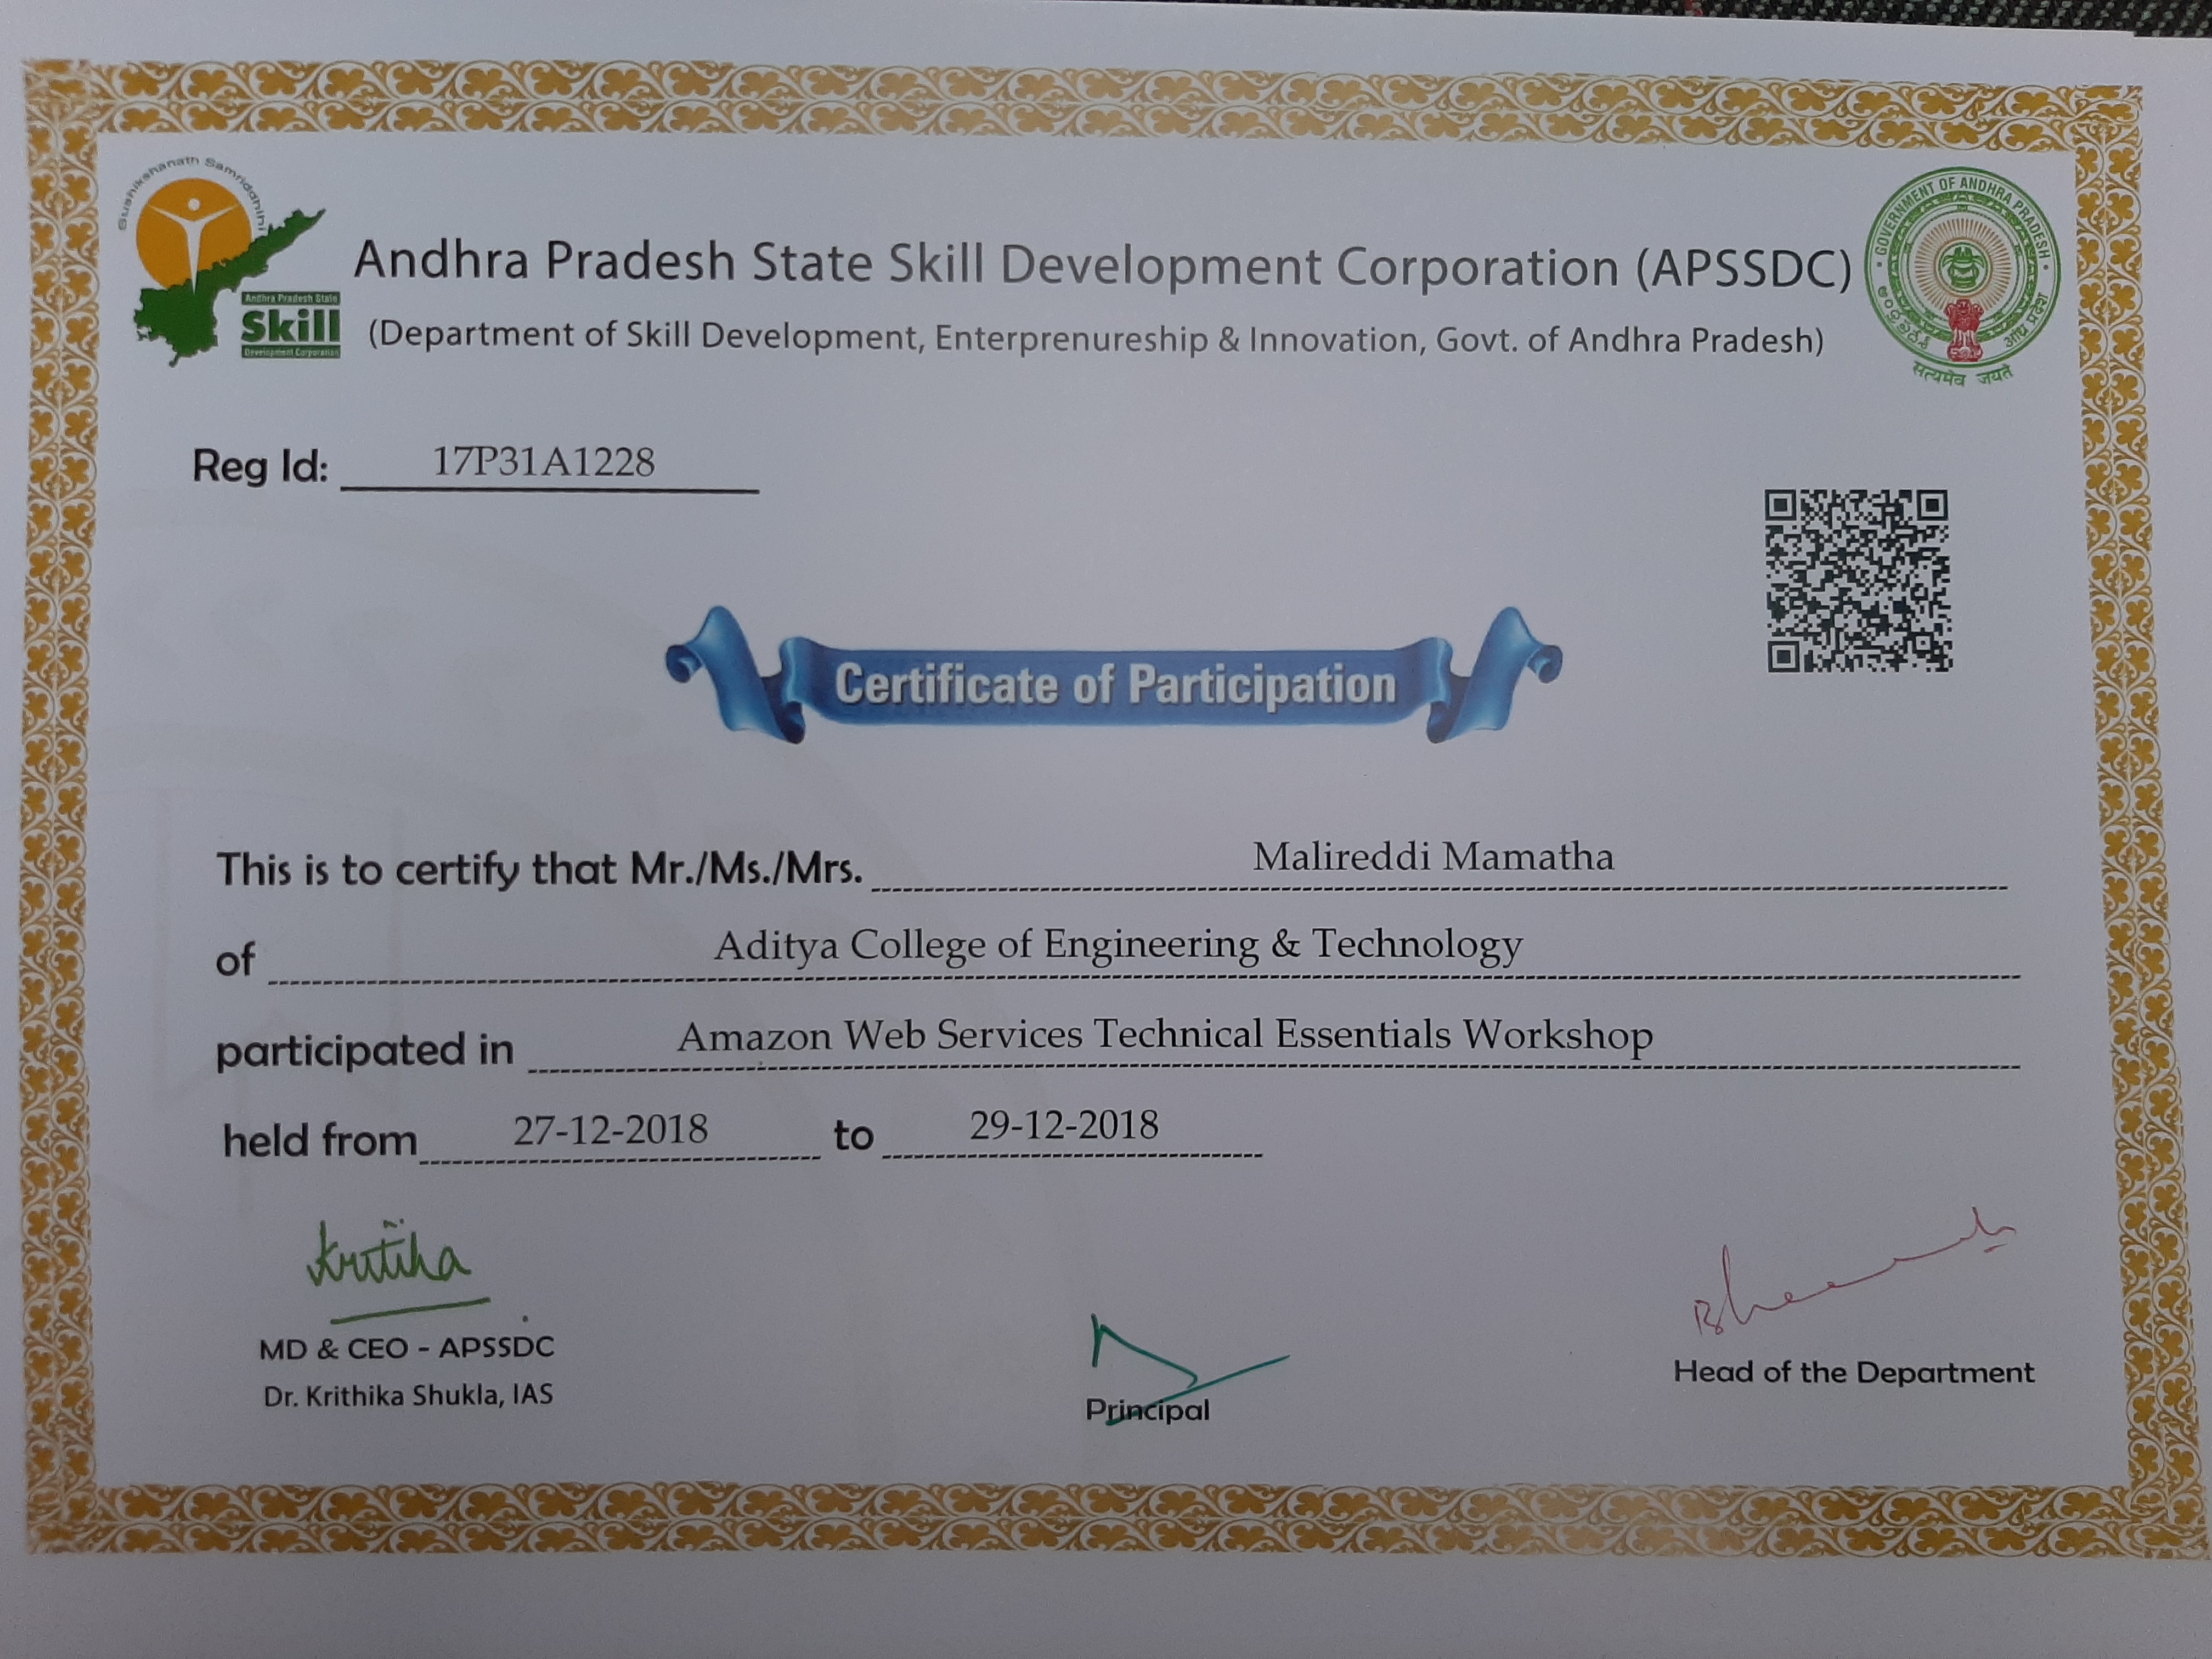 Sushikshanath Samriddhihi
Andhra Pradesh State
Skill
Development Corporation
Andhra Pradesh State Skill Development Corporation (APSSDC)
(Department of Skill Development, Enterprenureship & Innovation, Govt. of Andhra Pradesh)
GOVERNMENT OF ANDHRA PRADESH
ఆంధ్రప్రదేశ్
आंध्र प्रदेश
सत्यमेव जयते
Reg Id: 17P31A1228
Certificate of Participation
This is to certify that Mr./Ms./Mrs. Malireddi Mamatha
of Aditya College of Engineering & Technology
participated in Amazon Web Services Technical Essentials Workshop
held from 27-12-2018 to 29-12-2018
Kritika
MD & CEO - APSSDC
Dr. Krithika Shukla, IAS
Principal
Head of the Department